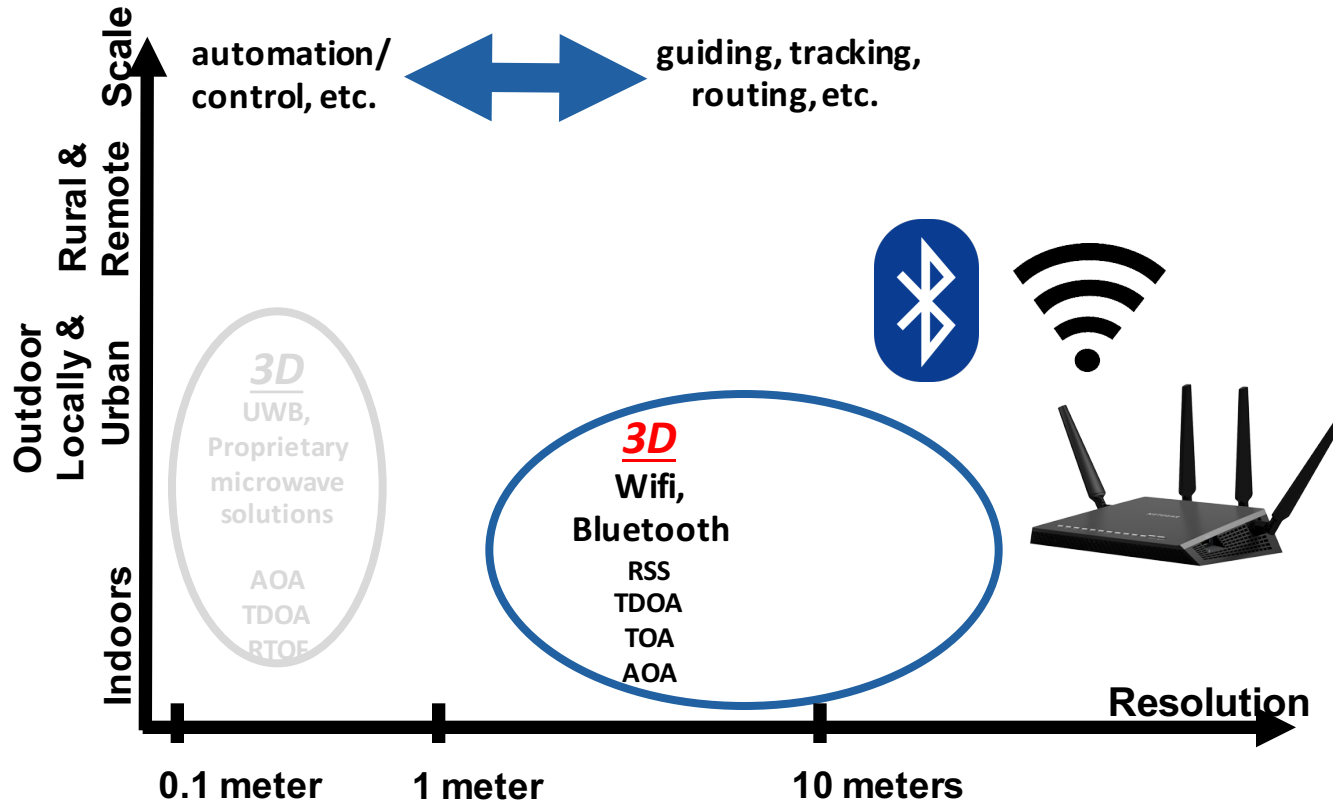 Scale
Rural &
Remote
Outdoor
Locally &
Urban
Indoors
automation/
control, etc.
guiding, tracking,
routing, etc.
3D
UWB,
Proprietary
microwave
solutions
AOA
TDOA
RTOF
3D
Wifi,
Bluetooth
RSS
TDOA
TOA
AOA
NETGEAR
Resolution
0.1 meter
1 meter
10 meters